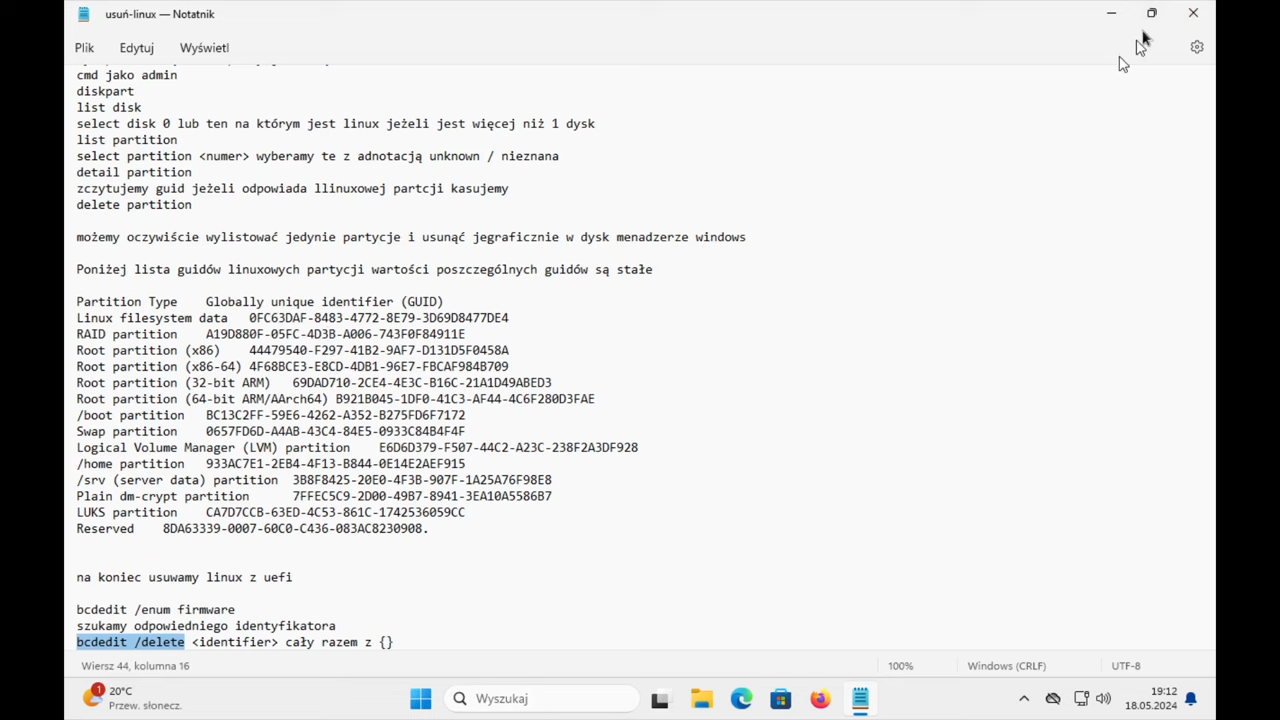 usuń-linux — Notatnik
Plik Edytuj Wyświetl
cmd jako admin
diskpart
list disk
select disk 0 lub ten na którym jest linux jeżeli jest więcej niż 1 dysk
list partition
select partition <numer> wyberamy te z adnotacją unknown / nieznana
detail partition
zczytujemy guid jeżeli odpowiada llinuxowej partcji kasujemy
delete partition
możemy oczywiście wylistować jedynie partycje i usunąć jegraficznie w dysk menadzerze windows
Poniżej lista guidów linuxowych partycji wartości poszczególnych guidów są stałe
Partition Type Globally unique identifier (GUID)
Linux filesystem data 0FC63DAF-8483-4772-8E79-3D69D8477DE4
RAID partition A19D880F-05FC-4D3B-A006-743F0F84911E
Root partition (x86) 44479540-F297-41B2-9AF7-D131D5F0458A
Root partition (x86-64) 4F68BCE3-E8CD-4DB1-96E7-FBCAF984B709
Root partition (32-bit ARM) 69DAD710-2CE4-4E3C-B16C-21A1D49ABED3
Root partition (64-bit ARM/AArch64) B921B045-1DF0-41C3-AF44-4C6F280D3FAE
/boot partition BC13C2FF-59E6-4262-A352-B275FD6F7172
Swap partition 0657FD6D-A4AB-43C4-84E5-0933C84B4F4F
Logical Volume Manager (LVM) partition E6D6D379-F507-44C2-A23C-238F2A3DF928
/home partition 933AC7E1-2EB4-4F13-B844-0E14E2AEF915
/srv (server data) partition 3B8F8425-20E0-4F3B-907F-1A25A76F98E8
Plain dm-crypt partition 7FFEC5C9-2D00-49B7-8941-3EA10A5586B7
LUKS partition CA7D7CCB-63ED-4C53-861C-1742536059CC
Reserved 8DA63339-0007-60C0-C436-083AC8230908.
na koniec usuwamy linux z uefi
bcdedit /enum firmware
szukamy odpowiedniego identyfikatora
bcdedit /delete <identifier> cały razem z {}
Wiersz 44, kolumna 16 100% Windows (CRLF) UTF-8
1 20°C
Przew. słonecz.
Wyszukaj
19:12
18.05.2024